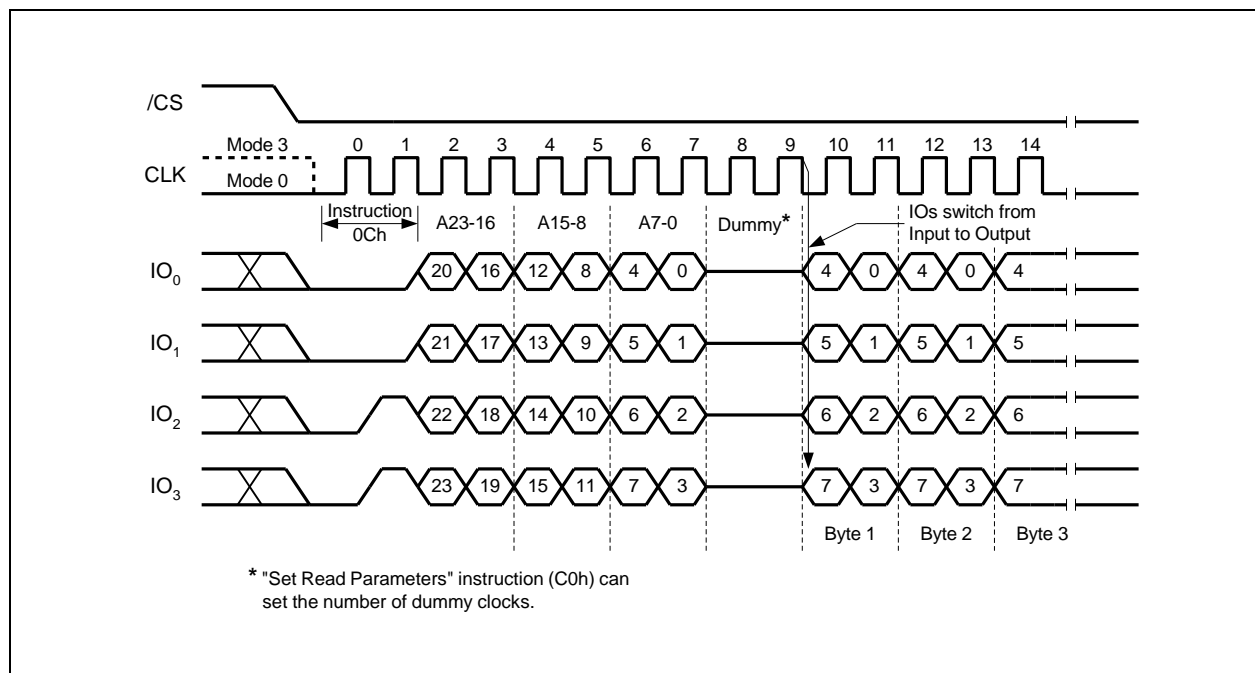 /CS
Mode 3 0 1 2 3 4 5 6 7 8 9 10 11 12 13 14
CLK
Mode 0
Instruction
0Ch
A23-16 A15-8 A7-0 Dummy*
IOs switch from
Input to Output
IO0 20 16 12 8 4 0 4 0 4 0 4
IO1 21 17 13 9 5 1 5 1 5 1 5
IO2 22 18 14 10 6 2 6 2 6 2 6
IO3 23 19 15 11 7 3 7 3 7 3 7
Byte 1 Byte 2 Byte 3
* "Set Read Parameters" instruction (C0h) can
set the number of dummy clocks.